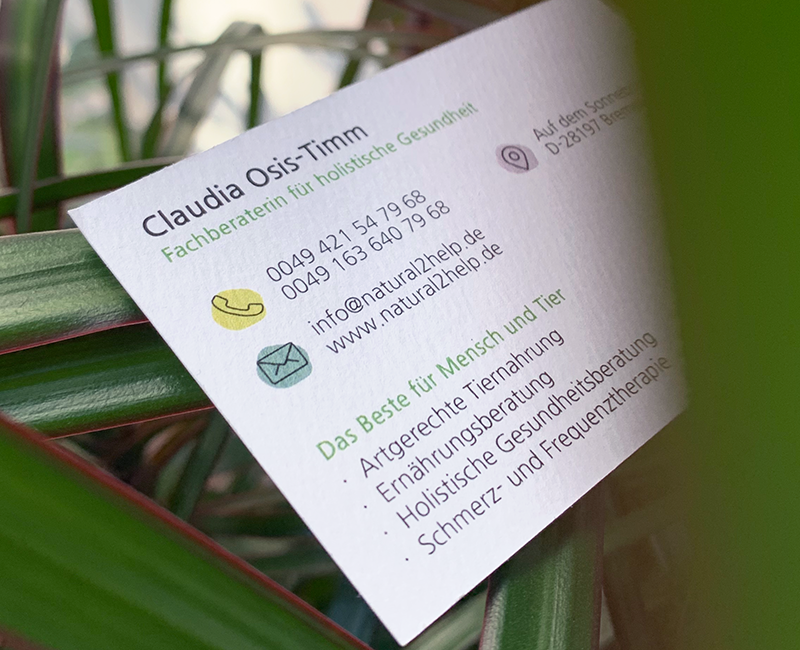 Claudia Osis-Timm
Fachberaterin für holistische Gesundheit
0049 421 54 79 68
0049 163 640 79 68
info@natural2help.de
www.natural2help.de
Auf dem
D-28197
Das Beste für Mensch und Tier
· Artgerechte Tiernahrung
· Ernährungsberatung
· Holistische Gesundheitsberatung
· Schmerz- und Frequenztherapie